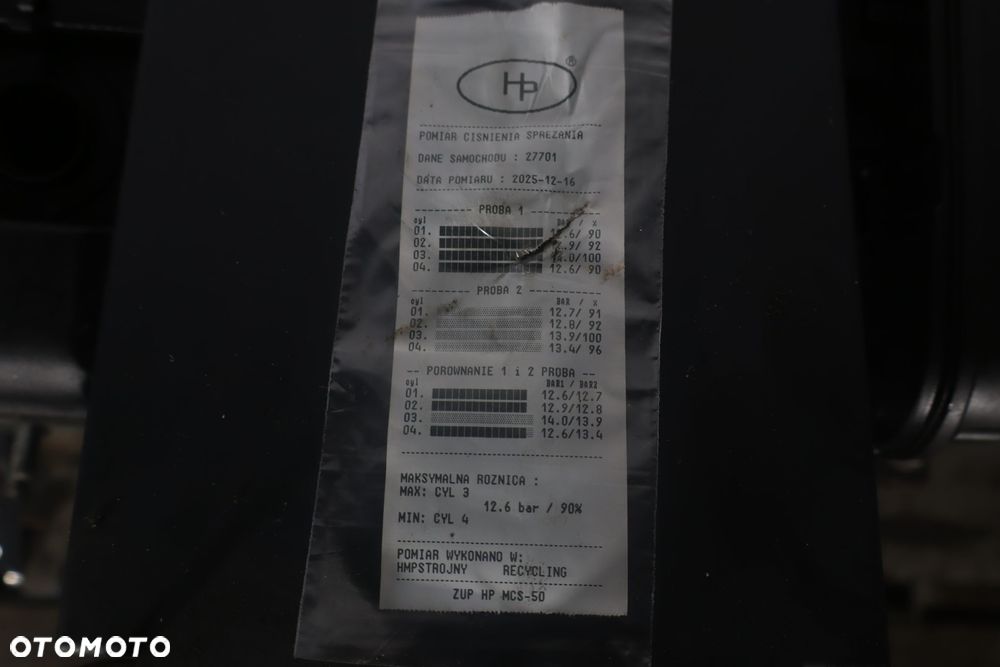 HP ®
POMIAR CISNIENIA SPREZANIA
DANE SAMOCHODU : 27701
DATA POMIARU : 2025-12-16
PROBA 1
cyl BAR / %
01. 12.6/ 90
02. 12.9/ 92
03. 14.0/100
04. 12.6/ 90
PROBA 2
cyl BAR / %
01. 12.7/ 91
02. 12.8/ 92
03. 13.9/100
04. 13.4/ 96
-- POROWNANIE 1 i 2 PROBA --
cyl BAR1 / BAR2
01. 12.6/12.7
02. 12.9/12.8
03. 14.0/13.9
04. 12.6/13.4
MAKSYMALNA ROZNICA :
MAX: CYL 3
12.6 bar / 90%
MIN: CYL 4
POMIAR WYKONANO W:
HMPSTROJNY RECYCLING
ZUP HP MCS-50
OTOMOTO